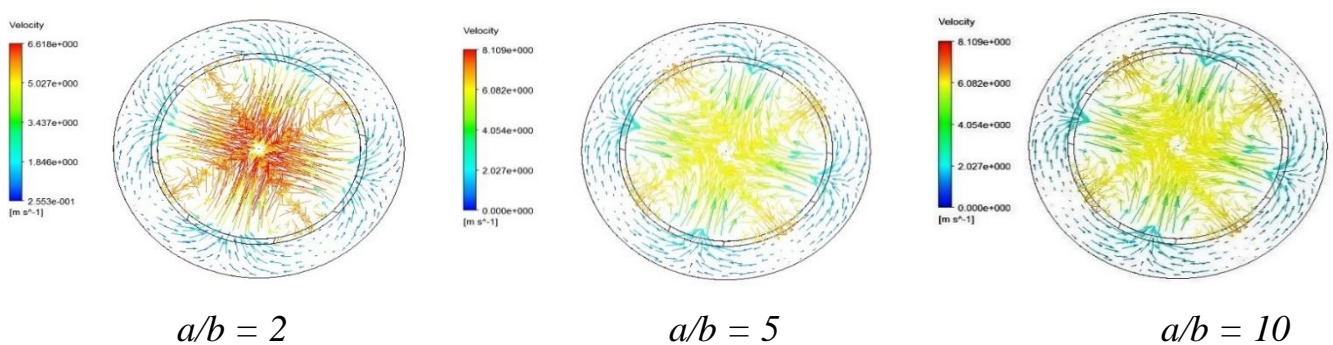 Velocity
6.618e+000
5.027e+000
3.437e+000
1.846e+000
2.553e-001
[m s^-1]
a/b = 2
Velocity
8.109e+000
6.082e+000
4.054e+000
2.027e+000
0.000e+000
[m s^-1]
a/b = 5
Velocity
8.109e+000
6.082e+000
4.054e+000
2.027e+000
0.000e+000
[m s^-1]
a/b = 10